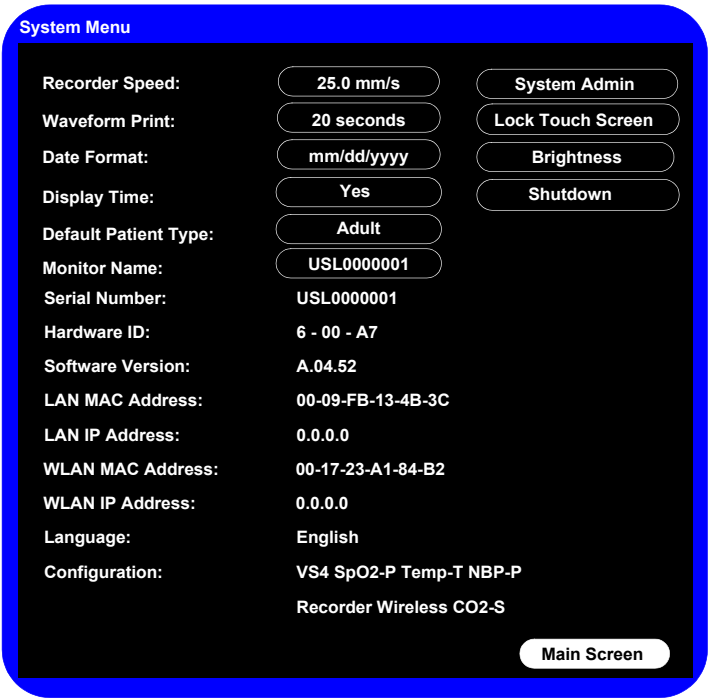 System Menu
Recorder Speed: 25.0 mm/s System Admin
Waveform Print: 20 seconds Lock Touch Screen
Date Format: mm/dd/yyyy Brightness
Display Time: Yes Shutdown
Default Patient Type: Adult
Monitor Name: USL0000001
Serial Number: USL0000001
Hardware ID: 6 - 00 - A7
Software Version: A.04.52
LAN MAC Address: 00-09-FB-13-4B-3C
LAN IP Address: 0.0.0.0
WLAN MAC Address: 00-17-23-A1-84-B2
WLAN IP Address: 0.0.0.0
Language: English
Configuration: VS4 SpO2-P Temp-T NBP-P
Recorder Wireless CO2-S
Main Screen